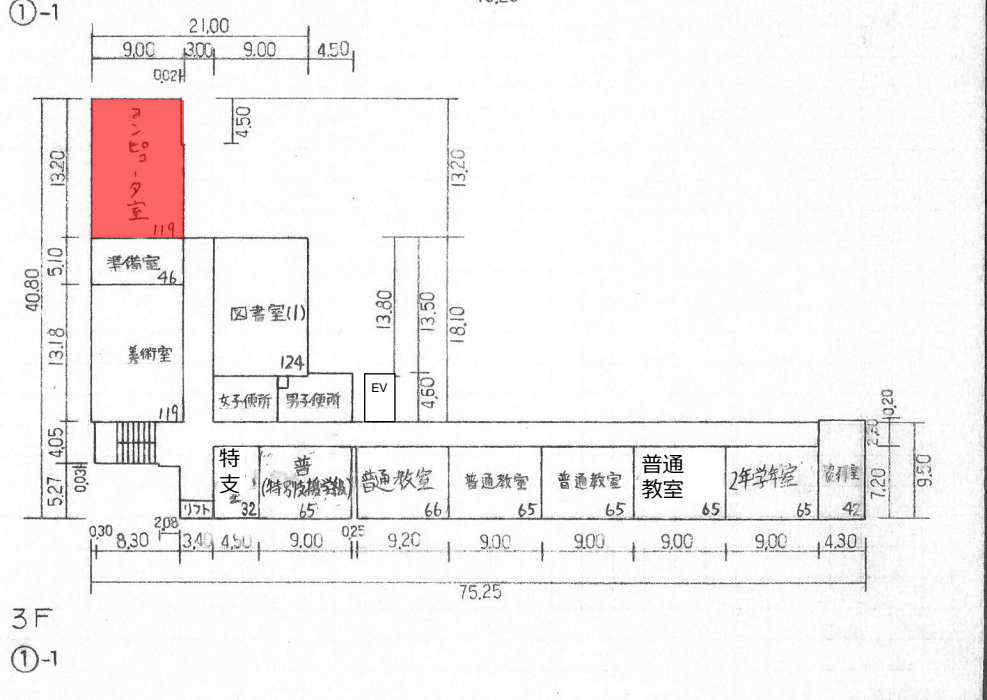 ①-1
21,00
9,00 3,00 9,00 4,50
0,02
4,50
13,20
コンピュータ室
119
13,20
5,10
準備室
46
40,80
13,18
図書室(1)
124
13,80
13,50
18,10
美術室
119
EV
4,60
女子便所
男子便所
0,20
4,05
5,27
0,03
特
支
室
32
普
(特別支援学級)
65
普通教室
66
普通教室
65
普通教室
65
普通
教室
65
2年学年室
65
資料室
42
7,20
9,50
リフト
0,30 8,30 2,08 3,40 4,50 9,00 0,25 9,20 9,00 9,00 9,00 9,00 4,30
75,25
3F
①-1